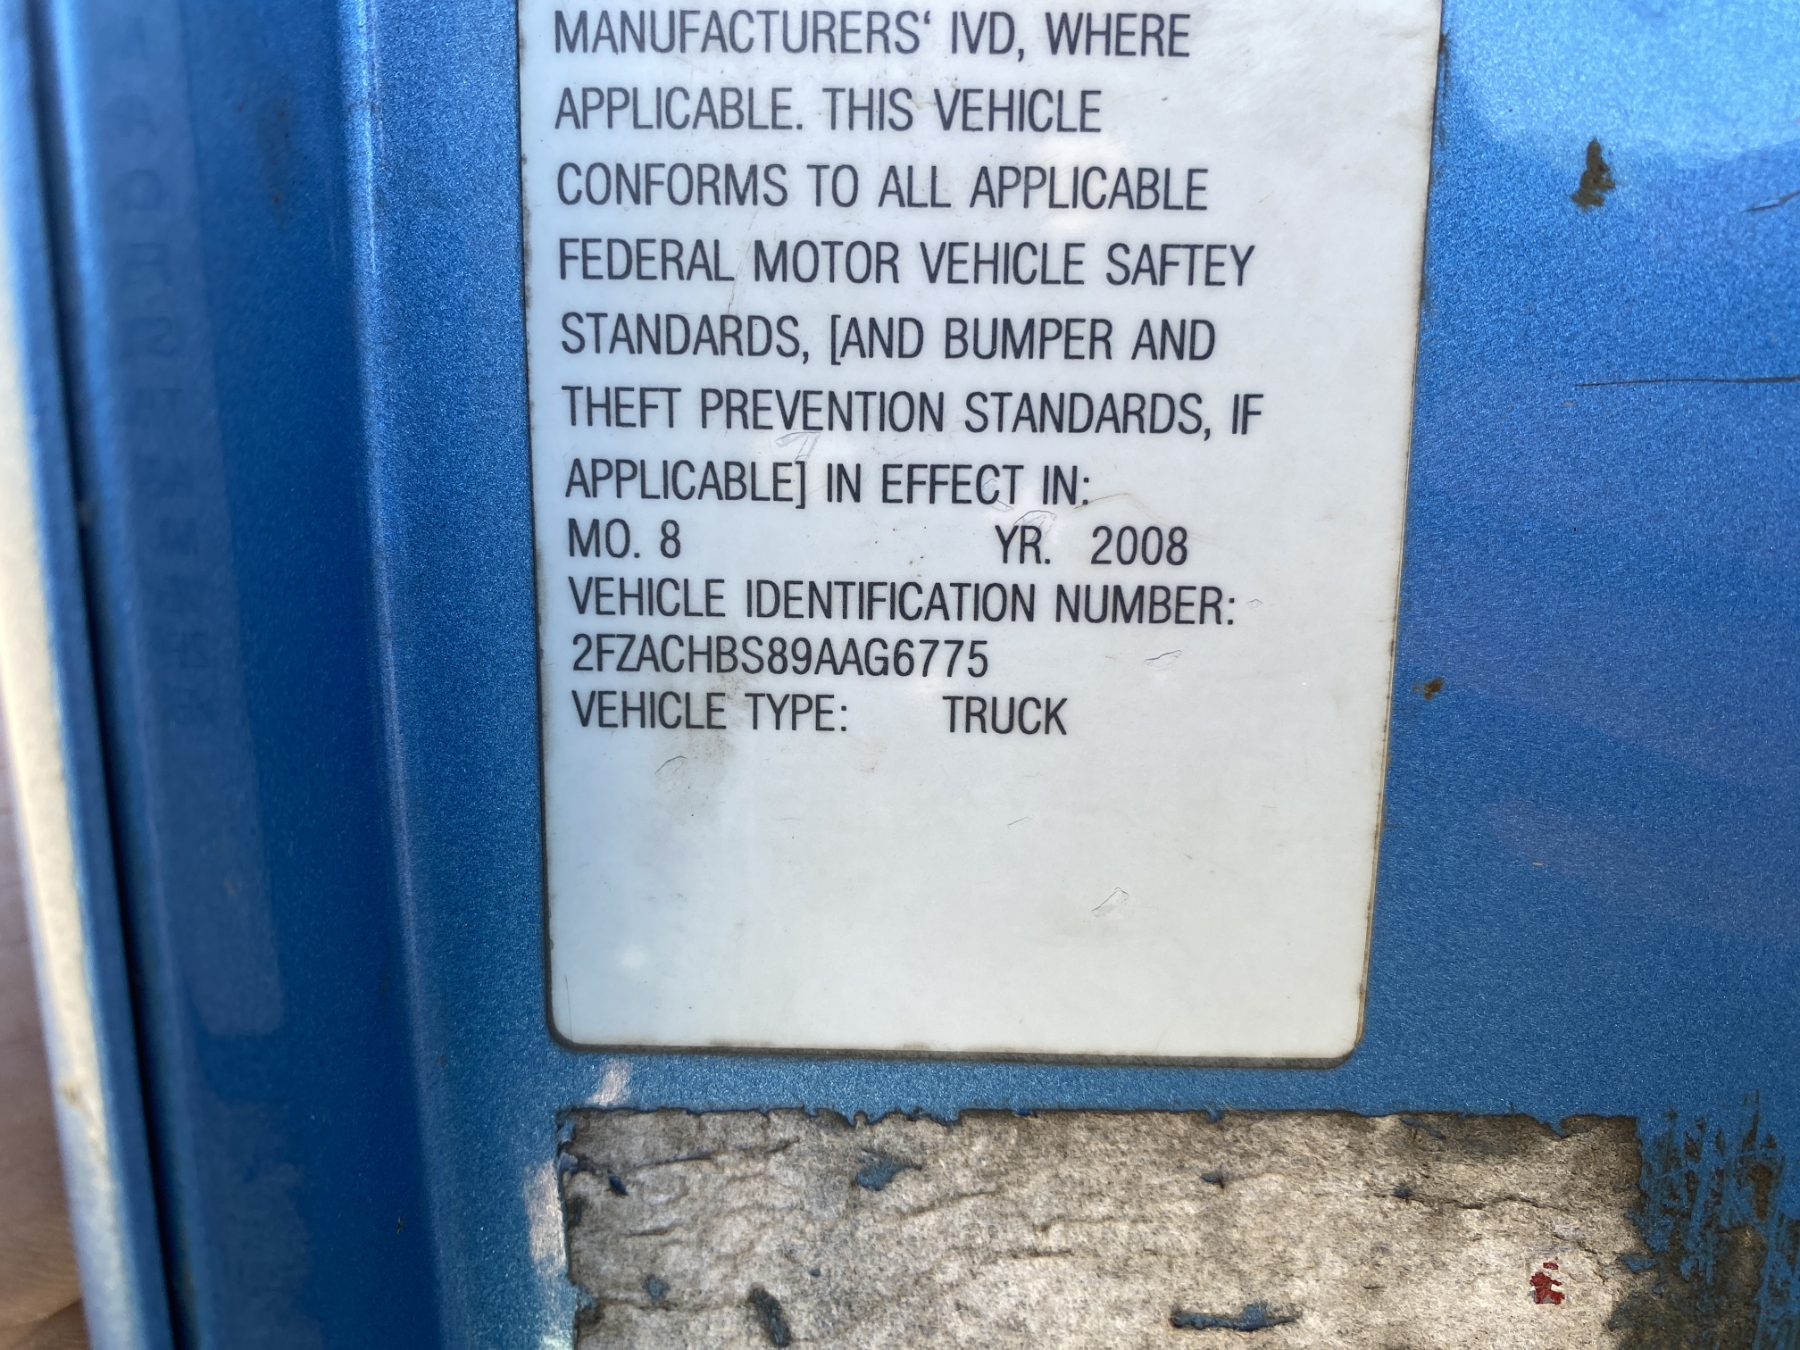 MANUFACTURERS‘ IVD, WHERE
APPLICABLE. THIS VEHICLE
CONFORMS TO ALL APPLICABLE
FEDERAL MOTOR VEHICLE SAFTEY
STANDARDS, [AND BUMPER AND
THEFT PREVENTION STANDARDS, IF
APPLICABLE] IN EFFECT IN:
MO. 8 YR. 2008
VEHICLE IDENTIFICATION NUMBER:
2FZACHBS89AAG6775
VEHICLE TYPE: TRUCK